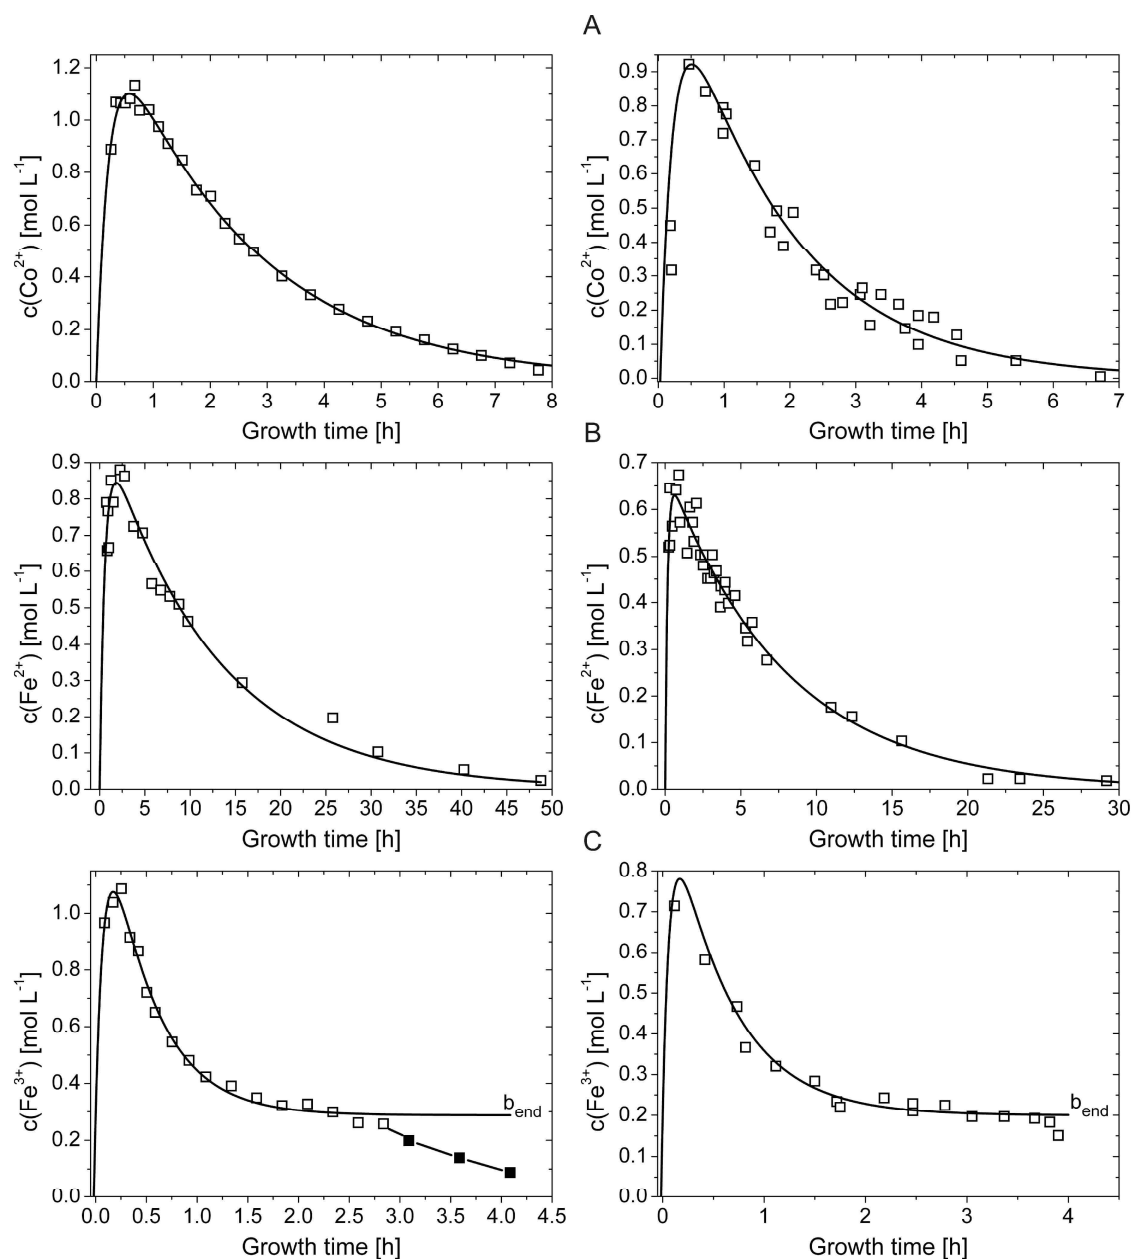 A
c(Co²⁺) [mol L⁻¹]
1.2
1.0
0.8
0.6
0.4
0.2
0.0
0 1 2 3 4 5 6 7 8
Growth time [h]
c(Co²⁺) [mol L⁻¹]
0.9
0.8
0.7
0.6
0.5
0.4
0.3
0.2
0.1
0.0
0 1 2 3 4 5 6 7
Growth time [h]
B
c(Fe²⁺) [mol L⁻¹]
0.9
0.8
0.7
0.6
0.5
0.4
0.3
0.2
0.1
0.0
0 5 10 15 20 25 30 35 40 45 50
Growth time [h]
c(Fe²⁺) [mol L⁻¹]
0.7
0.6
0.5
0.4
0.3
0.2
0.1
0.0
0 5 10 15 20 25 30
Growth time [h]
C
c(Fe³⁺) [mol L⁻¹]
1.0
0.8
0.6
0.4
0.2
0.0
b_end
0.0 0.5 1.0 1.5 2.0 2.5 3.0 3.5 4.0 4.5
Growth time [h]
c(Fe³⁺) [mol L⁻¹]
0.8
0.7
0.6
0.5
0.4
0.3
0.2
0.1
0.0
b_end
0 1 2 3 4
Growth time [h]